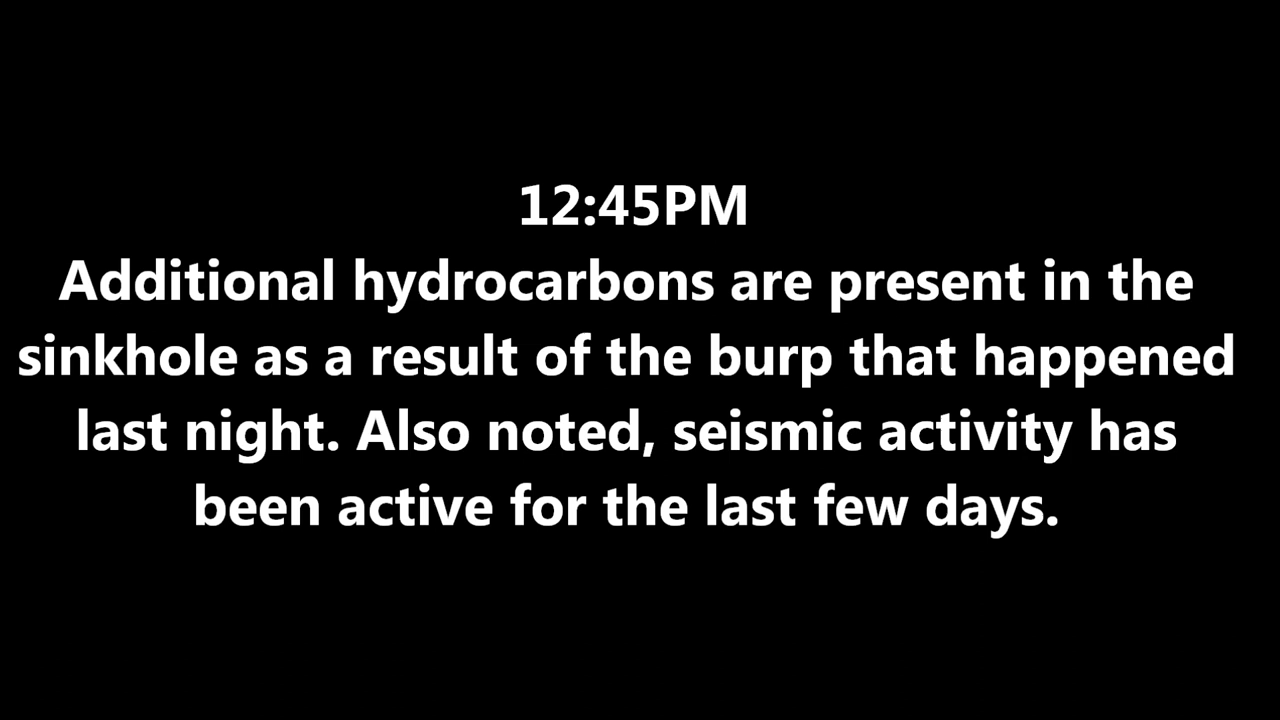 12:45PM
Additional hydrocarbons are present in the
sinkhole as a result of the burp that happened
last night. Also noted, seismic activity has
been active for the last few days.